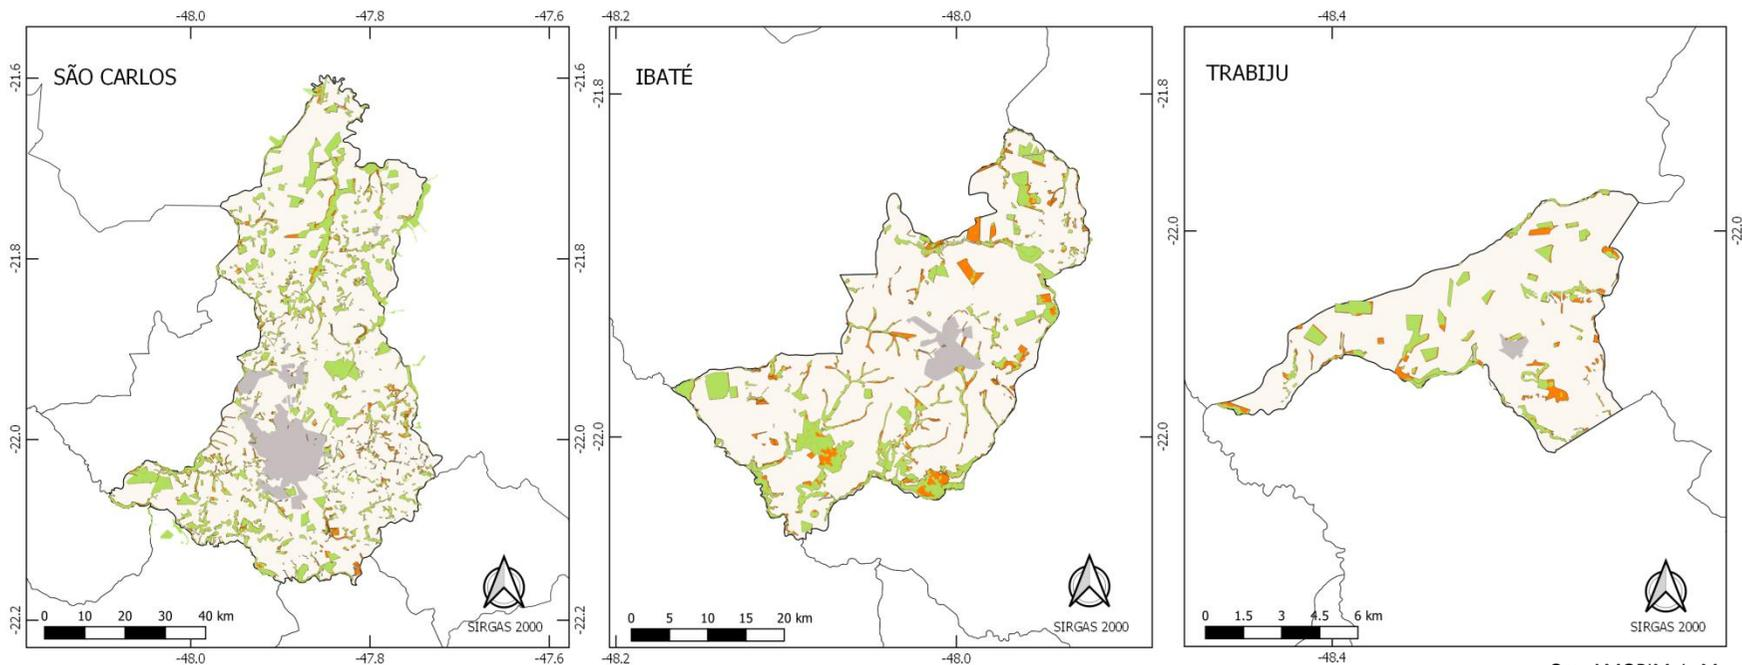 -48.0 -47.8 -47.6
-21.6 -21.6
SÃO CARLOS
-21.8 -21.8
-22.0 -22.0
-22.2 -22.2
0 10 20 30 40 km
SIRGAS 2000
-48.0 -47.8 -47.6
-48.2 -48.0
IBATÉ
-21.8 -21.8
-22.0 -22.0
0 5 10 15 20 km
SIRGAS 2000
-48.2 -48.0
-48.4
TRABIJU
-22.0 -22.0
0 1.5 3 4.5 6 km
SIRGAS 2000
-48.4